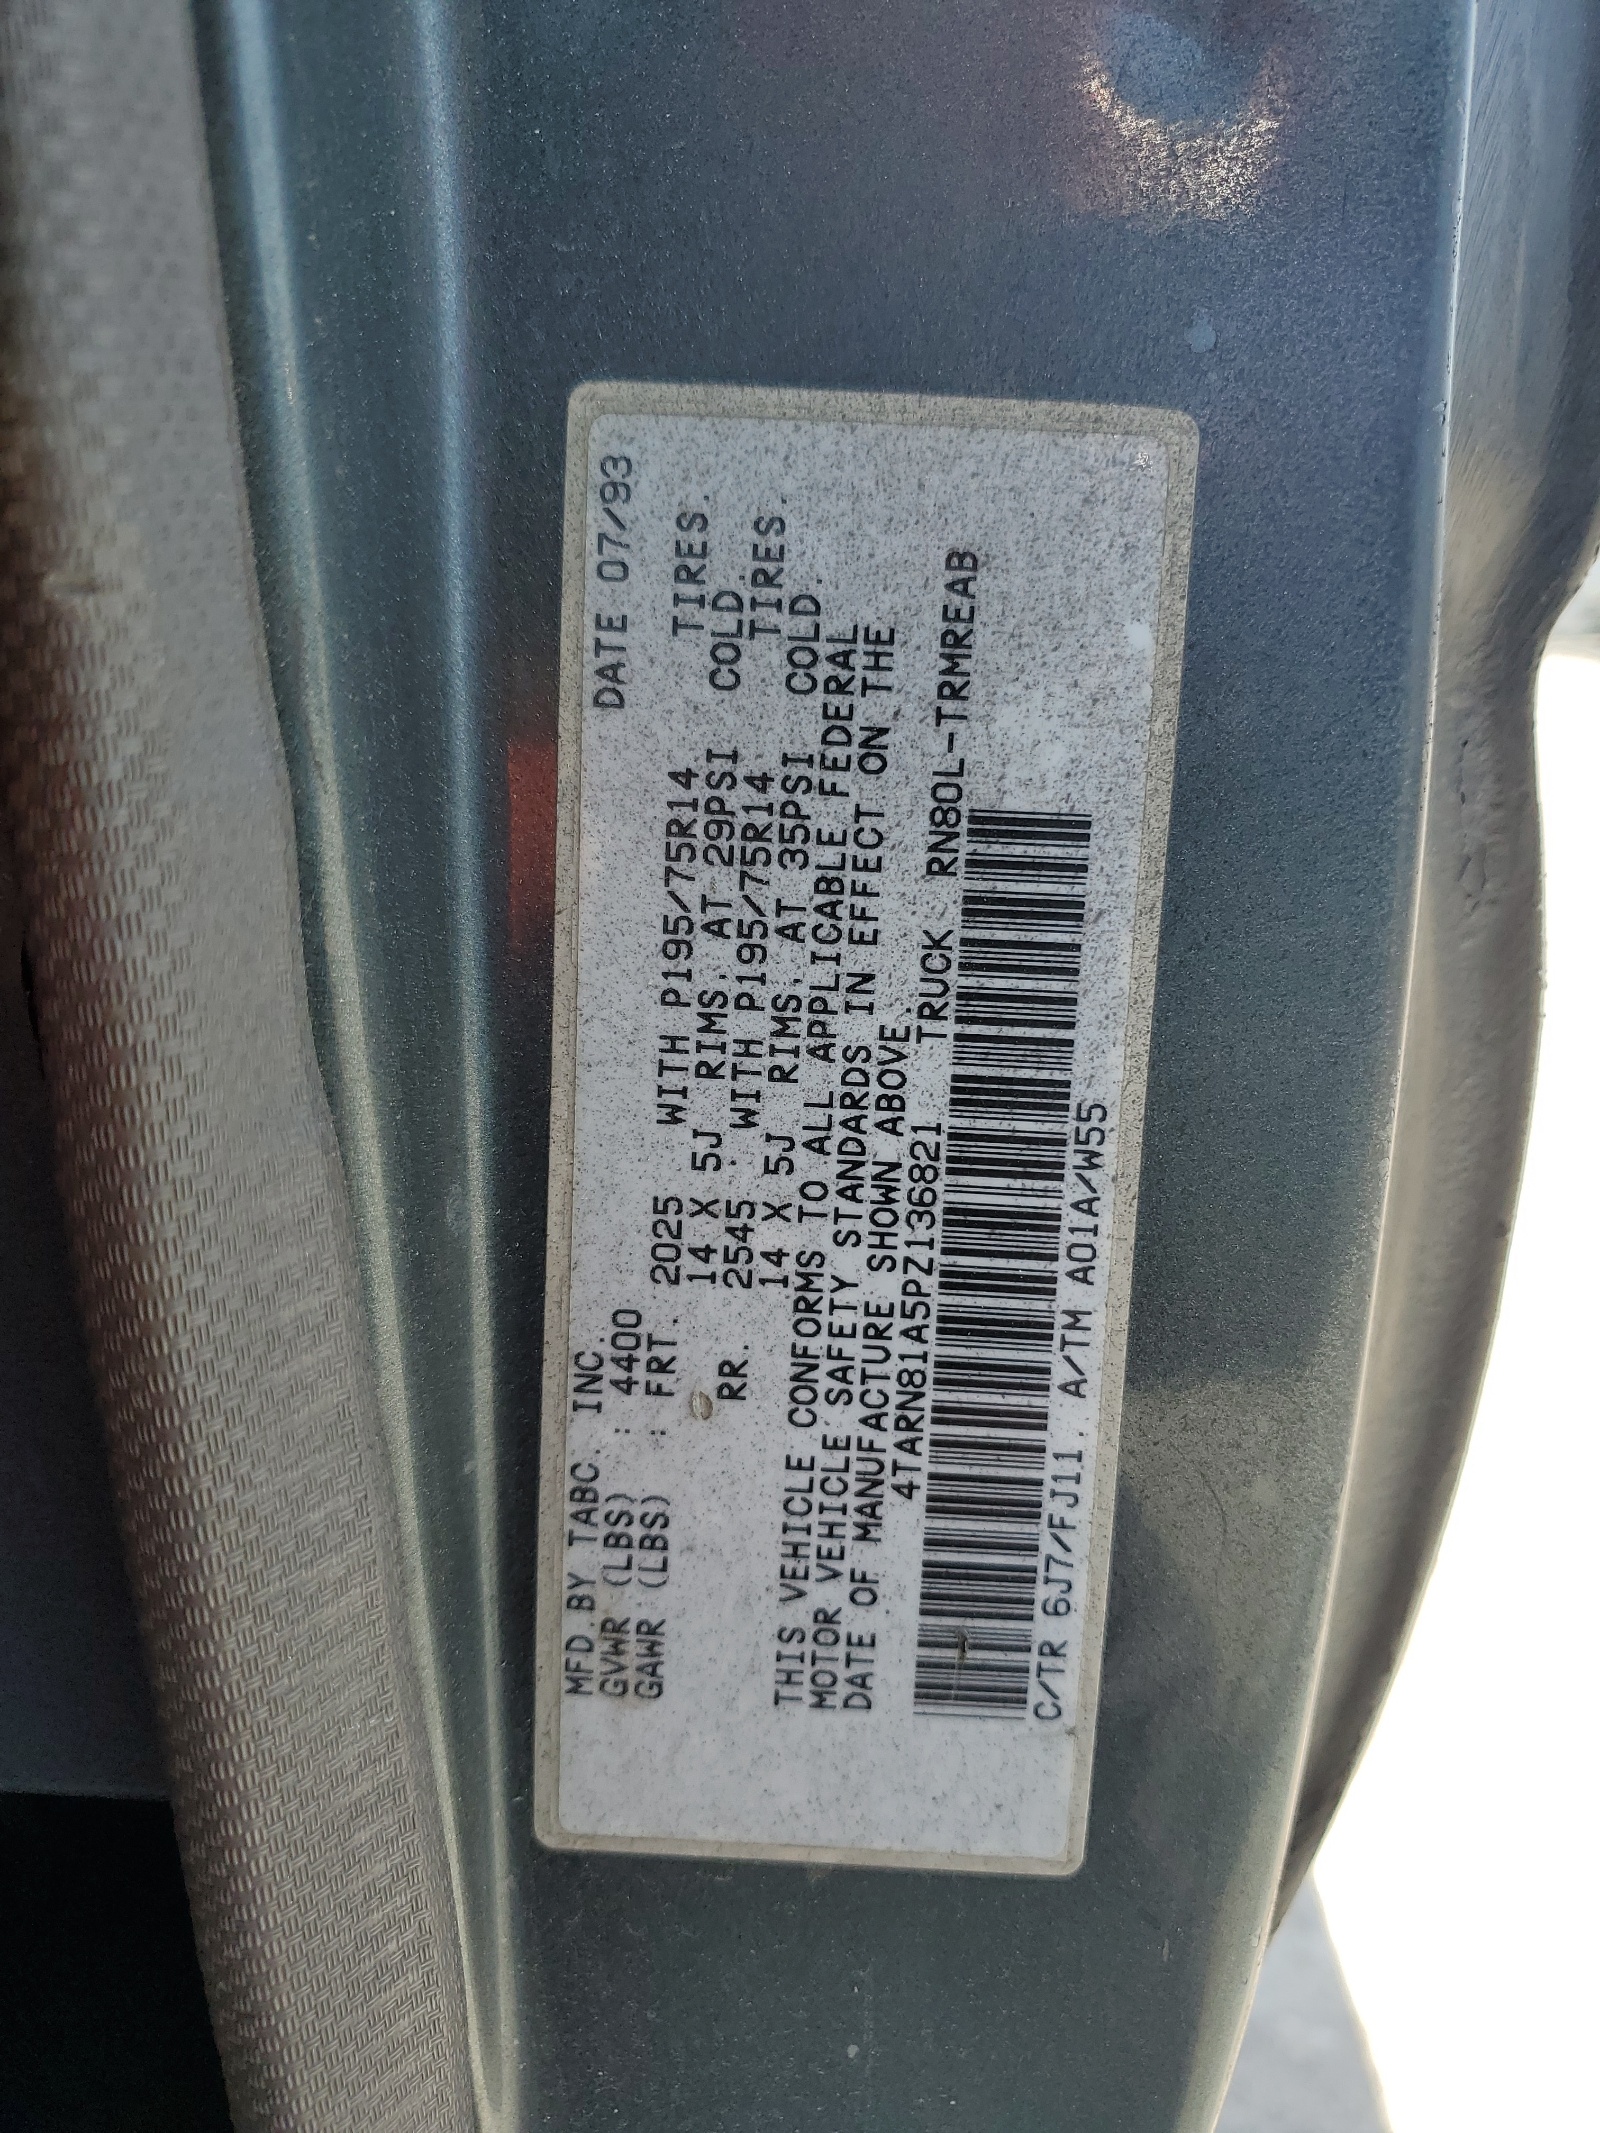 MFD.BY TABC. INC. DATE 07/93
GVWR (LBS) : 4400
GAWR (LBS) : FRT. 2025 WITH P195/75R14 TIRES.
14 X 5J RIMS, AT 29PSI COLD.
RR. 2545 WITH P195/75R14 TIRES.
14 X 5J RIMS, AT 35PSI COLD.
THIS VEHICLE CONFORMS TO ALL APPLICABLE FEDERAL
MOTOR VEHICLE SAFETY STANDARDS IN EFFECT ON THE
DATE OF MANUFACTURE SHOWN ABOVE.
4TARN81A5PZ136821 TRUCK RN80L-TRMREAB
C/TR 6J7/FJ11. A/TM A01A/W55